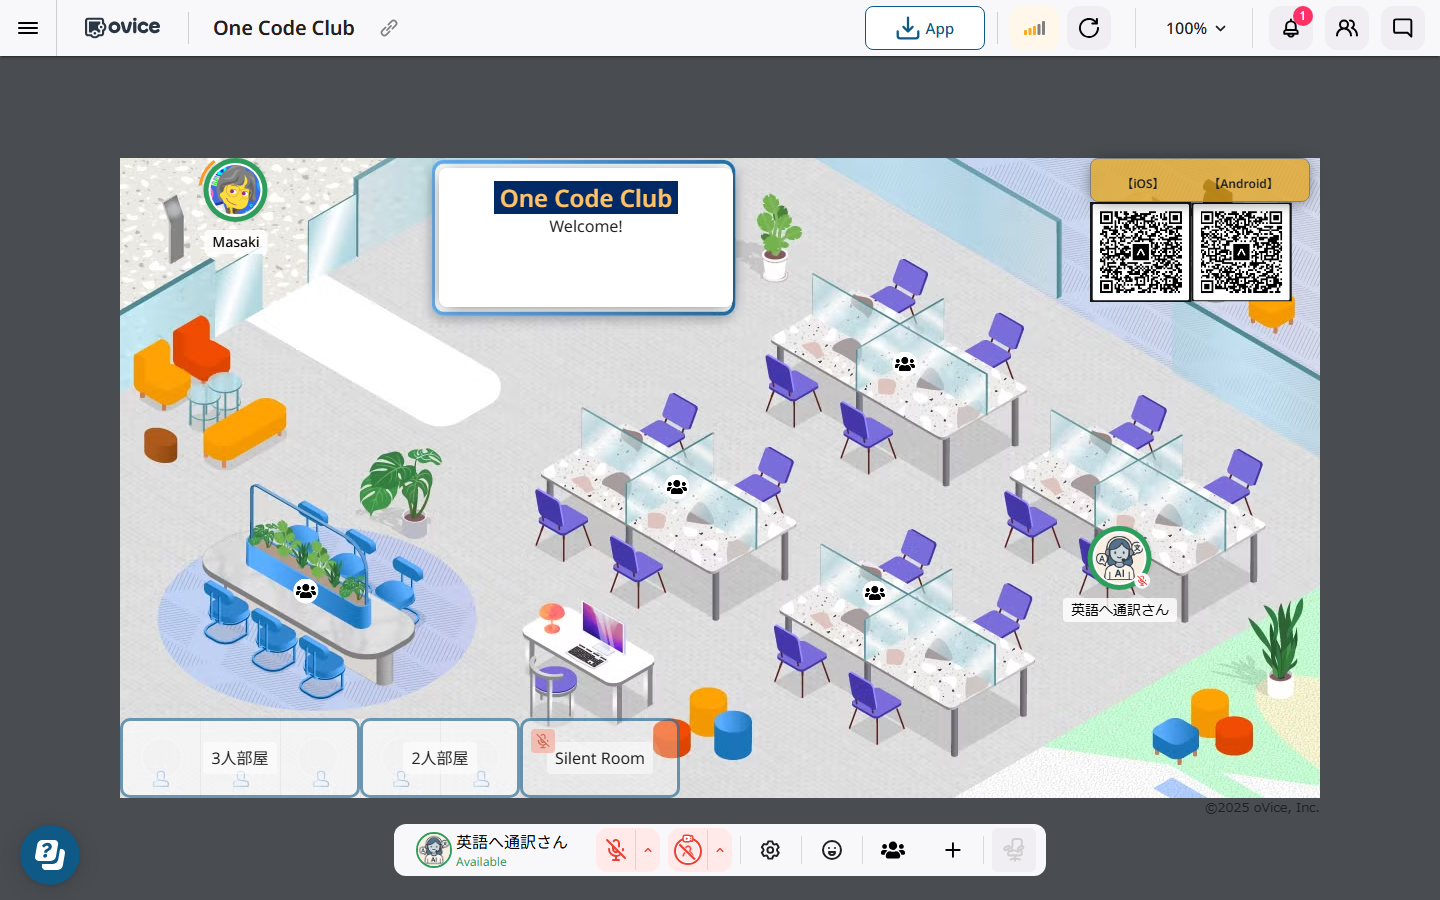 ovice
One Code Club
App
100%
1
One Code Club
Welcome!
【iOS】
【Android】
Masaki
AI
英語へ通訳さん
3人部屋
2人部屋
Silent Room
©2025 oVice, Inc.
英語へ通訳さん
Available